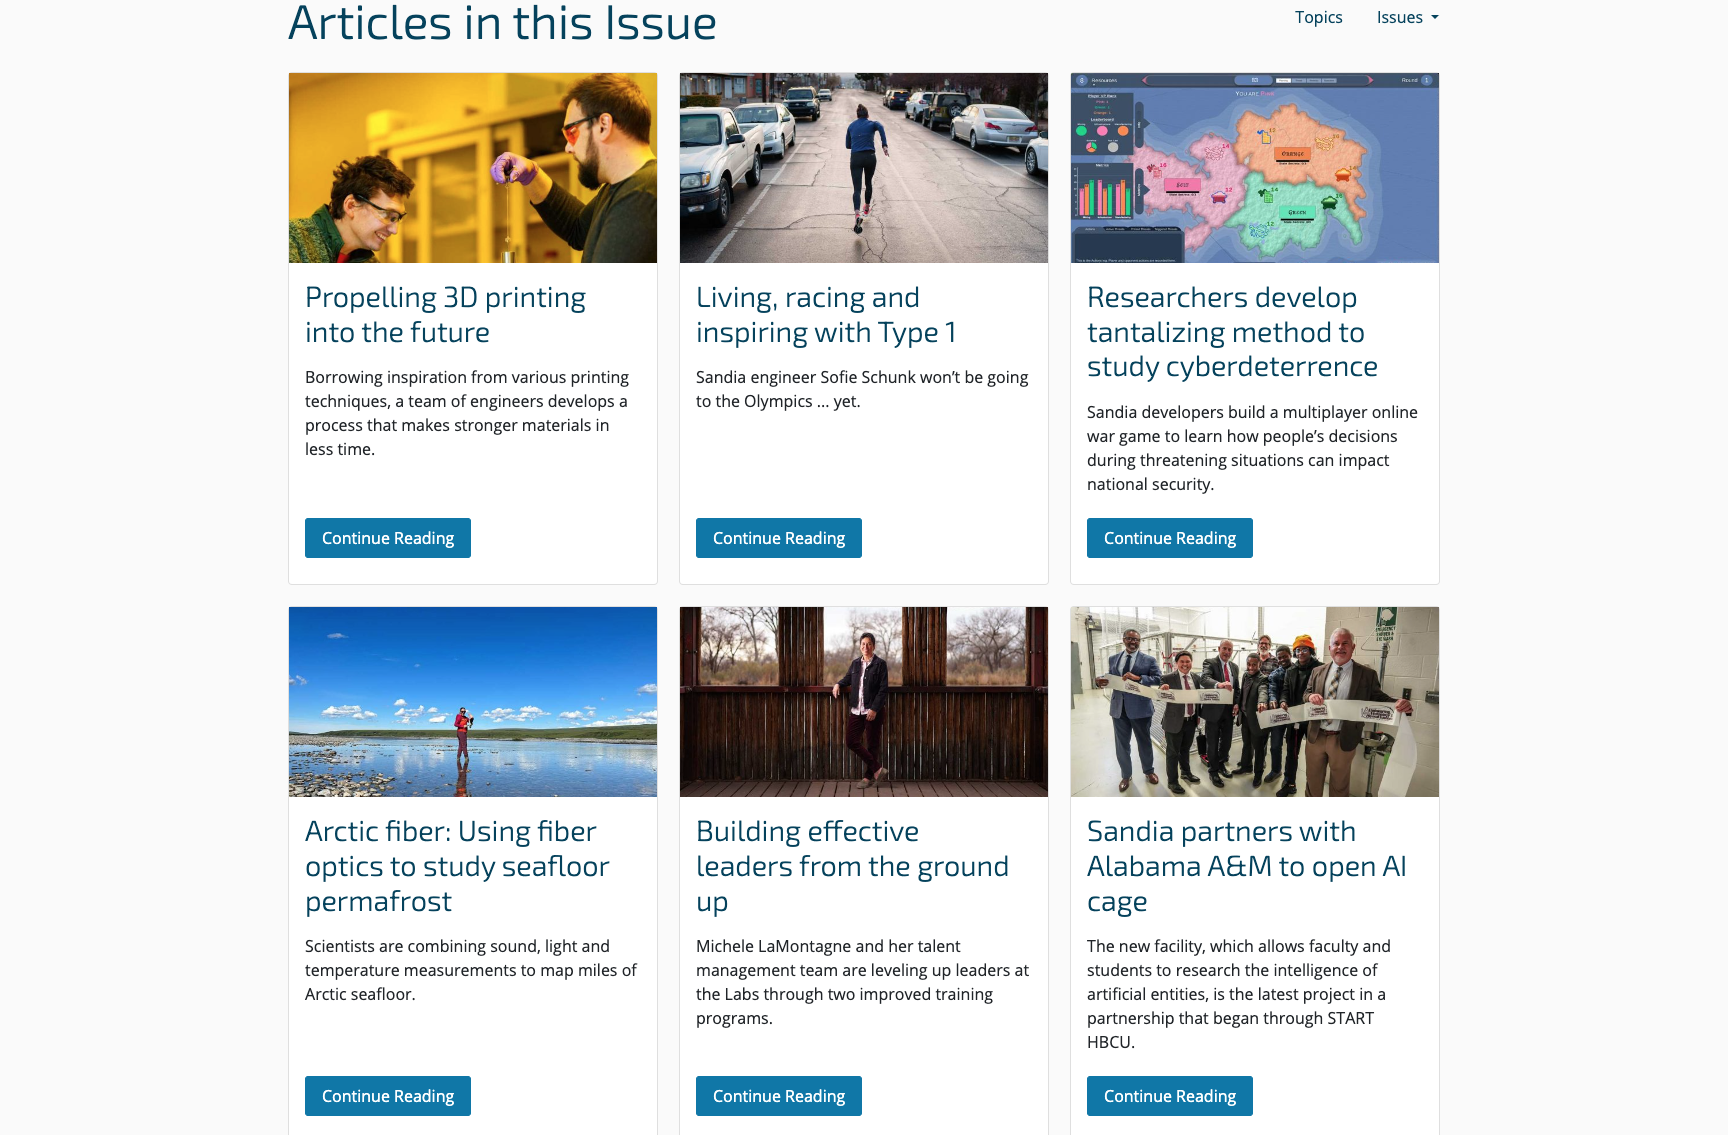 Articles in this Issue
Topics
Issues
Resources
Round 1
YOU ARE PINK
Propelling 3D printing
into the future
Borrowing inspiration from various printing
techniques, a team of engineers develops a
process that makes stronger materials in
less time.
Continue Reading
Living, racing and
inspiring with Type 1
Sandia engineer Sofie Schunk won’t be going
to the Olympics … yet.
Continue Reading
ORANGE
GREEN
Researchers develop
tantalizing method to
study cyberdeterrence
Sandia developers build a multiplayer online
war game to learn how people’s decisions
during threatening situations can impact
national security.
Continue Reading
Arctic fiber: Using fiber
optics to study seafloor
permafrost
Scientists are combining sound, light and
temperature measurements to map miles of
Arctic seafloor.
Continue Reading
Building effective
leaders from the ground
up
Michele LaMontagne and her talent
management team are leveling up leaders at
the Labs through two improved training
programs.
Continue Reading
Sandia partners with
Alabama A&M to open AI
cage
The new facility, which allows faculty and
students to research the intelligence of
artificial entities, is the latest project in a
partnership that began through START
HBCU.
Continue Reading